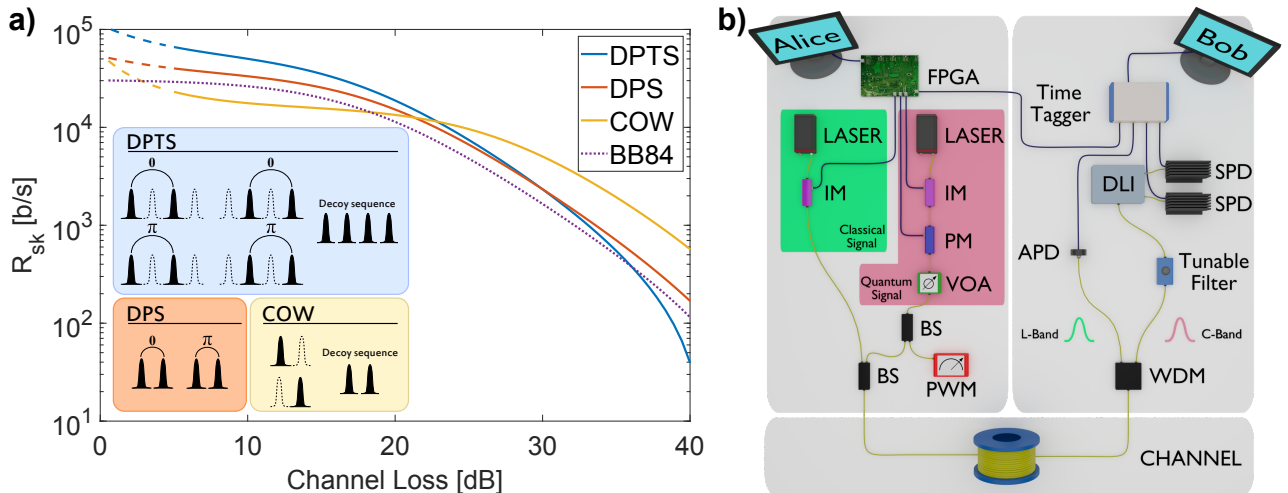 a)
R_sk [b/s]
10^5
10^4
10^3
10^2
10^1
0
10
20
30
40
Channel Loss [dB]
DPTS
DPS
COW
BB84
DPTS
0
0
π
π
Decoy sequence
DPS
0
π
COW
Decoy sequence
b)
Alice
Bob
FPGA
Time
Tagger
LASER
LASER
IM
IM
Classical
Signal
PM
Quantum
Signal
VOA
BS
BS
PWM
DLI
SPD
SPD
APD
Tunable
Filter
L-Band
C-Band
WDM
CHANNEL